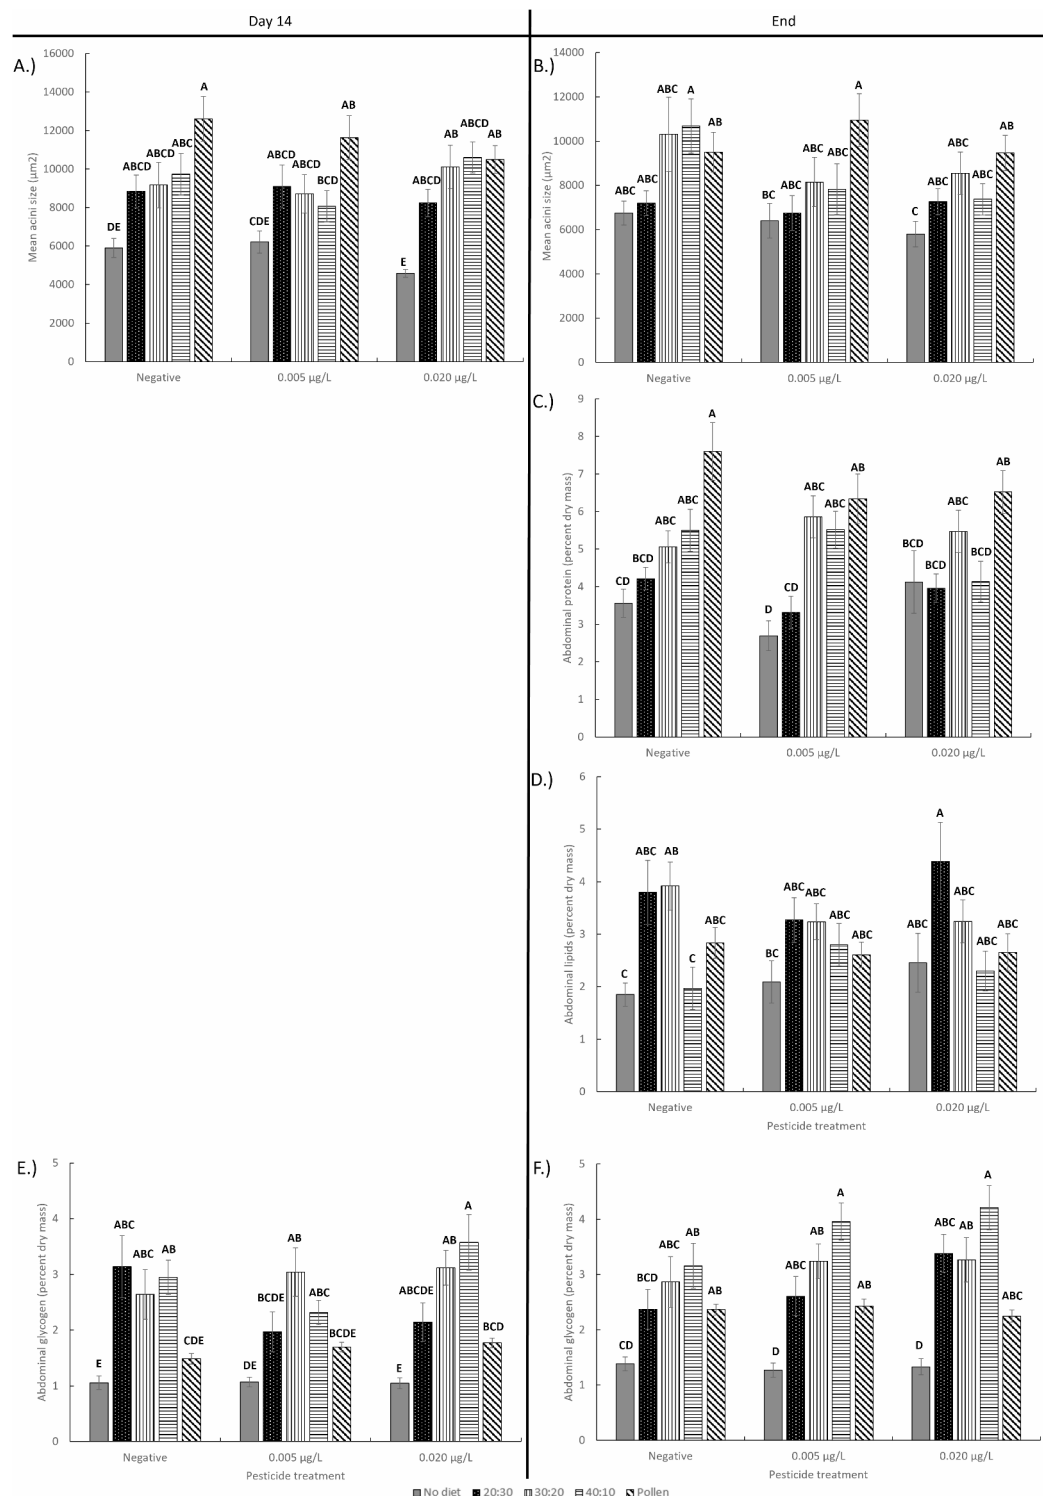 Day 14
End
A.)
16000
14000
12000
10000
8000
6000
4000
2000
0
Mean acini size (µm2)
DE
ABCD
ABCD
ABC
A
CDE
ABCD
ABCD
BCD
AB
E
ABCD
AB
ABCD
AB
Negative
0.005 µg/L
0.020 µg/L
B.)
14000
12000
10000
8000
6000
4000
2000
0
Mean acini size (µm2)
ABC
ABC
ABC
A
AB
BC
ABC
ABC
ABC
A
C
ABC
ABC
ABC
AB
Negative
0.005 µg/L
0.020 µg/L
C.)
9
8
7
6
5
4
3
2
1
0
Abdominal protein (percent dry mass)
CD
BCD
ABC
ABC
A
D
CD
ABC
ABC
AB
BCD
BCD
ABC
BCD
AB
Negative
0.005 µg/L
0.020 µg/L
D.)
6
5
4
3
2
1
0
Abdominal lipids (percent dry mass)
C
ABC
AB
C
ABC
BC
ABC
ABC
ABC
ABC
ABC
A
ABC
ABC
ABC
Negative
0.005 µg/L
0.020 µg/L
Pesticide treatment
E.)
5
4
3
2
1
0
Abdominal glycogen (percent dry mass)
E
ABC
ABC
AB
CDE
DE
BCDE
AB
ABC
BCDE
E
ABCDE
AB
A
BCD
Negative
0.005 µg/L
0.020 µg/L
Pesticide treatment
F.)
5
4
3
2
1
0
Abdominal glycogen (percent dry mass)
CD
BCD
ABC
AB
AB
D
ABC
AB
A
AB
D
ABC
AB
A
ABC
Negative
0.005 µg/L
0.020 µg/L
Pesticide treatment
No diet 20:30 30:20 40:10 Pollen